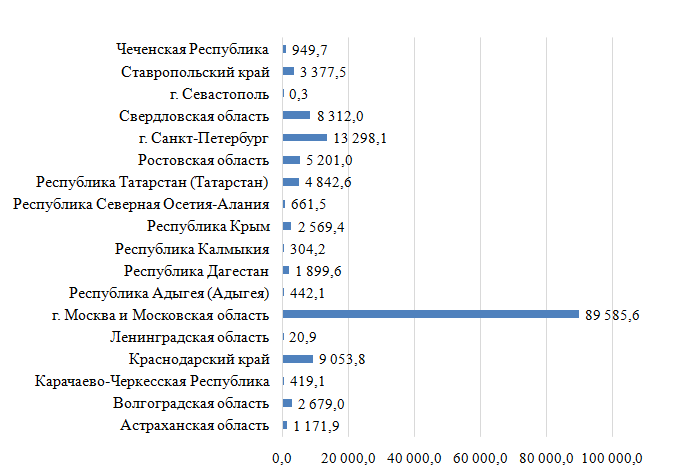 Чеченская Республика 949,7
Ставропольский край 3 377,5
г. Севастополь 0,3
Свердловская область 8 312,0
г. Санкт-Петербург 13 298,1
Ростовская область 5 201,0
Республика Татарстан (Татарстан) 4 842,6
Республика Северная Осетия-Алания 661,5
Республика Крым 2 569,4
Республика Калмыкия 304,2
Республика Дагестан 1 899,6
Республика Адыгея (Адыгея) 442,1
г. Москва и Московская область 89 585,6
Ленинградская область 20,9
Краснодарский край 9 053,8
Карачаево-Черкесская Республика 419,1
Волгоградская область 2 679,0
Астраханская область 1 171,9
0,0 20 000,0 40 000,0 60 000,0 80 000,0 100 000,0